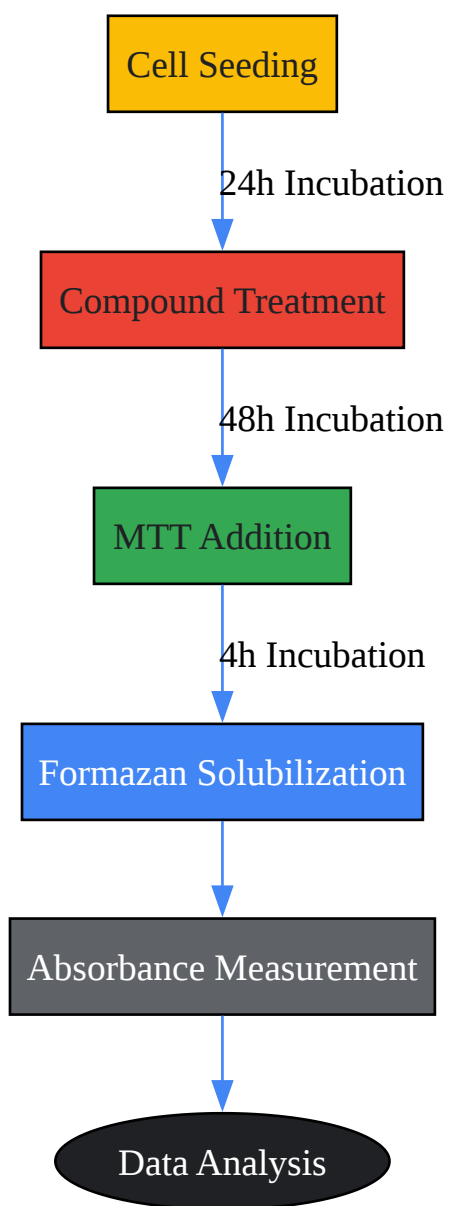 Cell Seeding
24h Incubation
Compound Treatment
48h Incubation
MTT Addition
4h Incubation
Formazan Solubilization
Absorbance Measurement
Data Analysis